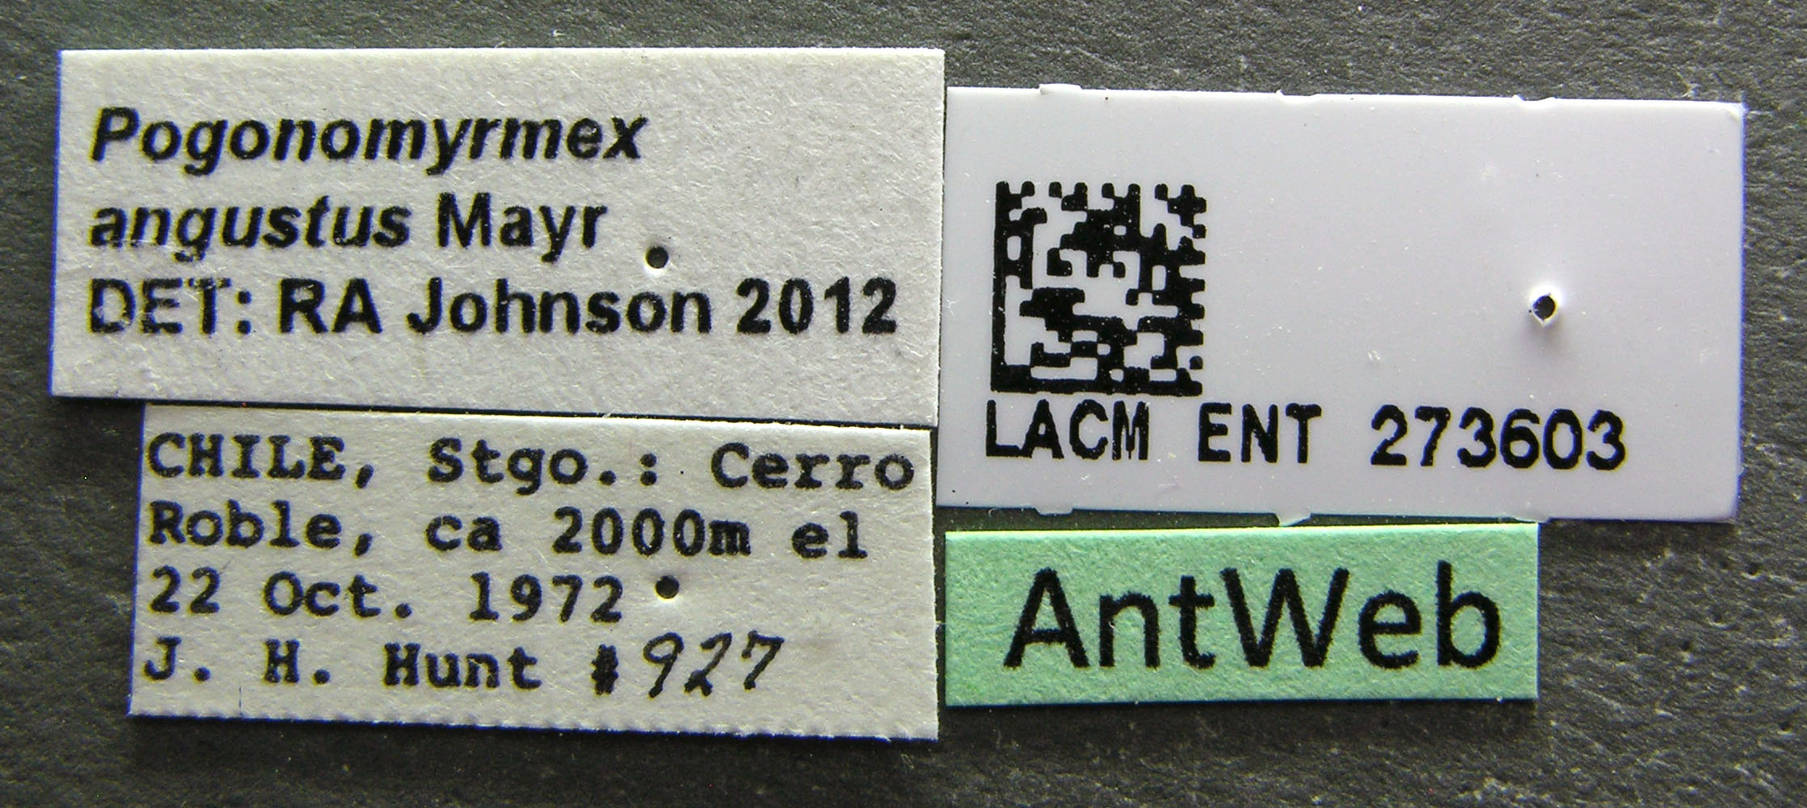 Pogonomyrmex
angustus Mayr
DET: RA Johnson 2012
CHILE, Stgo.: Cerro
Roble, ca 2000m el
22 Oct. 1972
J. H. Hunt #927
LACM ENT 273603
AntWeb